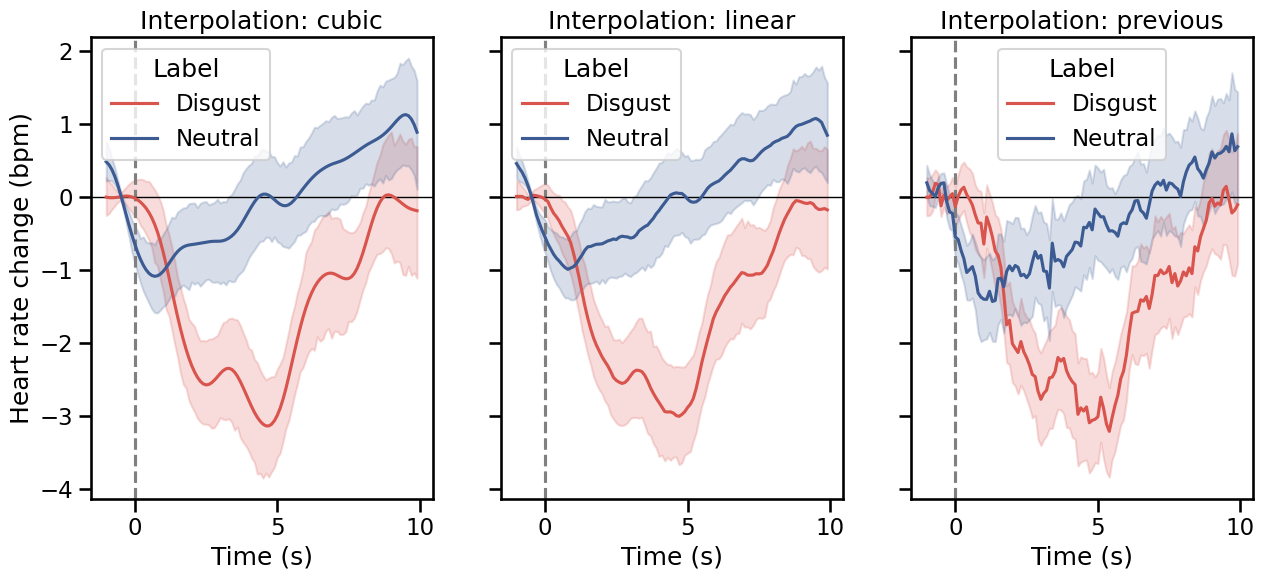 Interpolation: cubic
Interpolation: linear
Interpolation: previous
Heart rate change (bpm)
2
1
0
−1
−2
−3
−4
Label
Disgust
Neutral
Label
Disgust
Neutral
Label
Disgust
Neutral
0 5 10
0 5 10
0 5 10
Time (s)
Time (s)
Time (s)